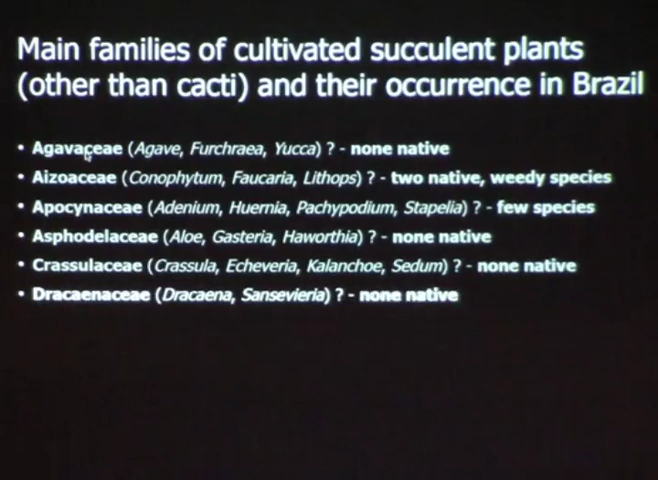 Main families of cultivated succulent plants
(other than cacti) and their occurrence in Brazil
• Agavaceae (Agave, Furchraea, Yucca) ? - none native
• Aizoaceae (Conophytum, Faucaria, Lithops) ? - two native, weedy species
• Apocynaceae (Adenium, Huernia, Pachypodium, Stapelia) ? - few species
• Asphodelaceae (Aloe, Gasteria, Haworthia) ? - none native
• Crassulaceae (Crassula, Echeveria, Kalanchoe, Sedum) ? - none native
• Dracaenaceae (Dracaena, Sansevieria) ? - none native